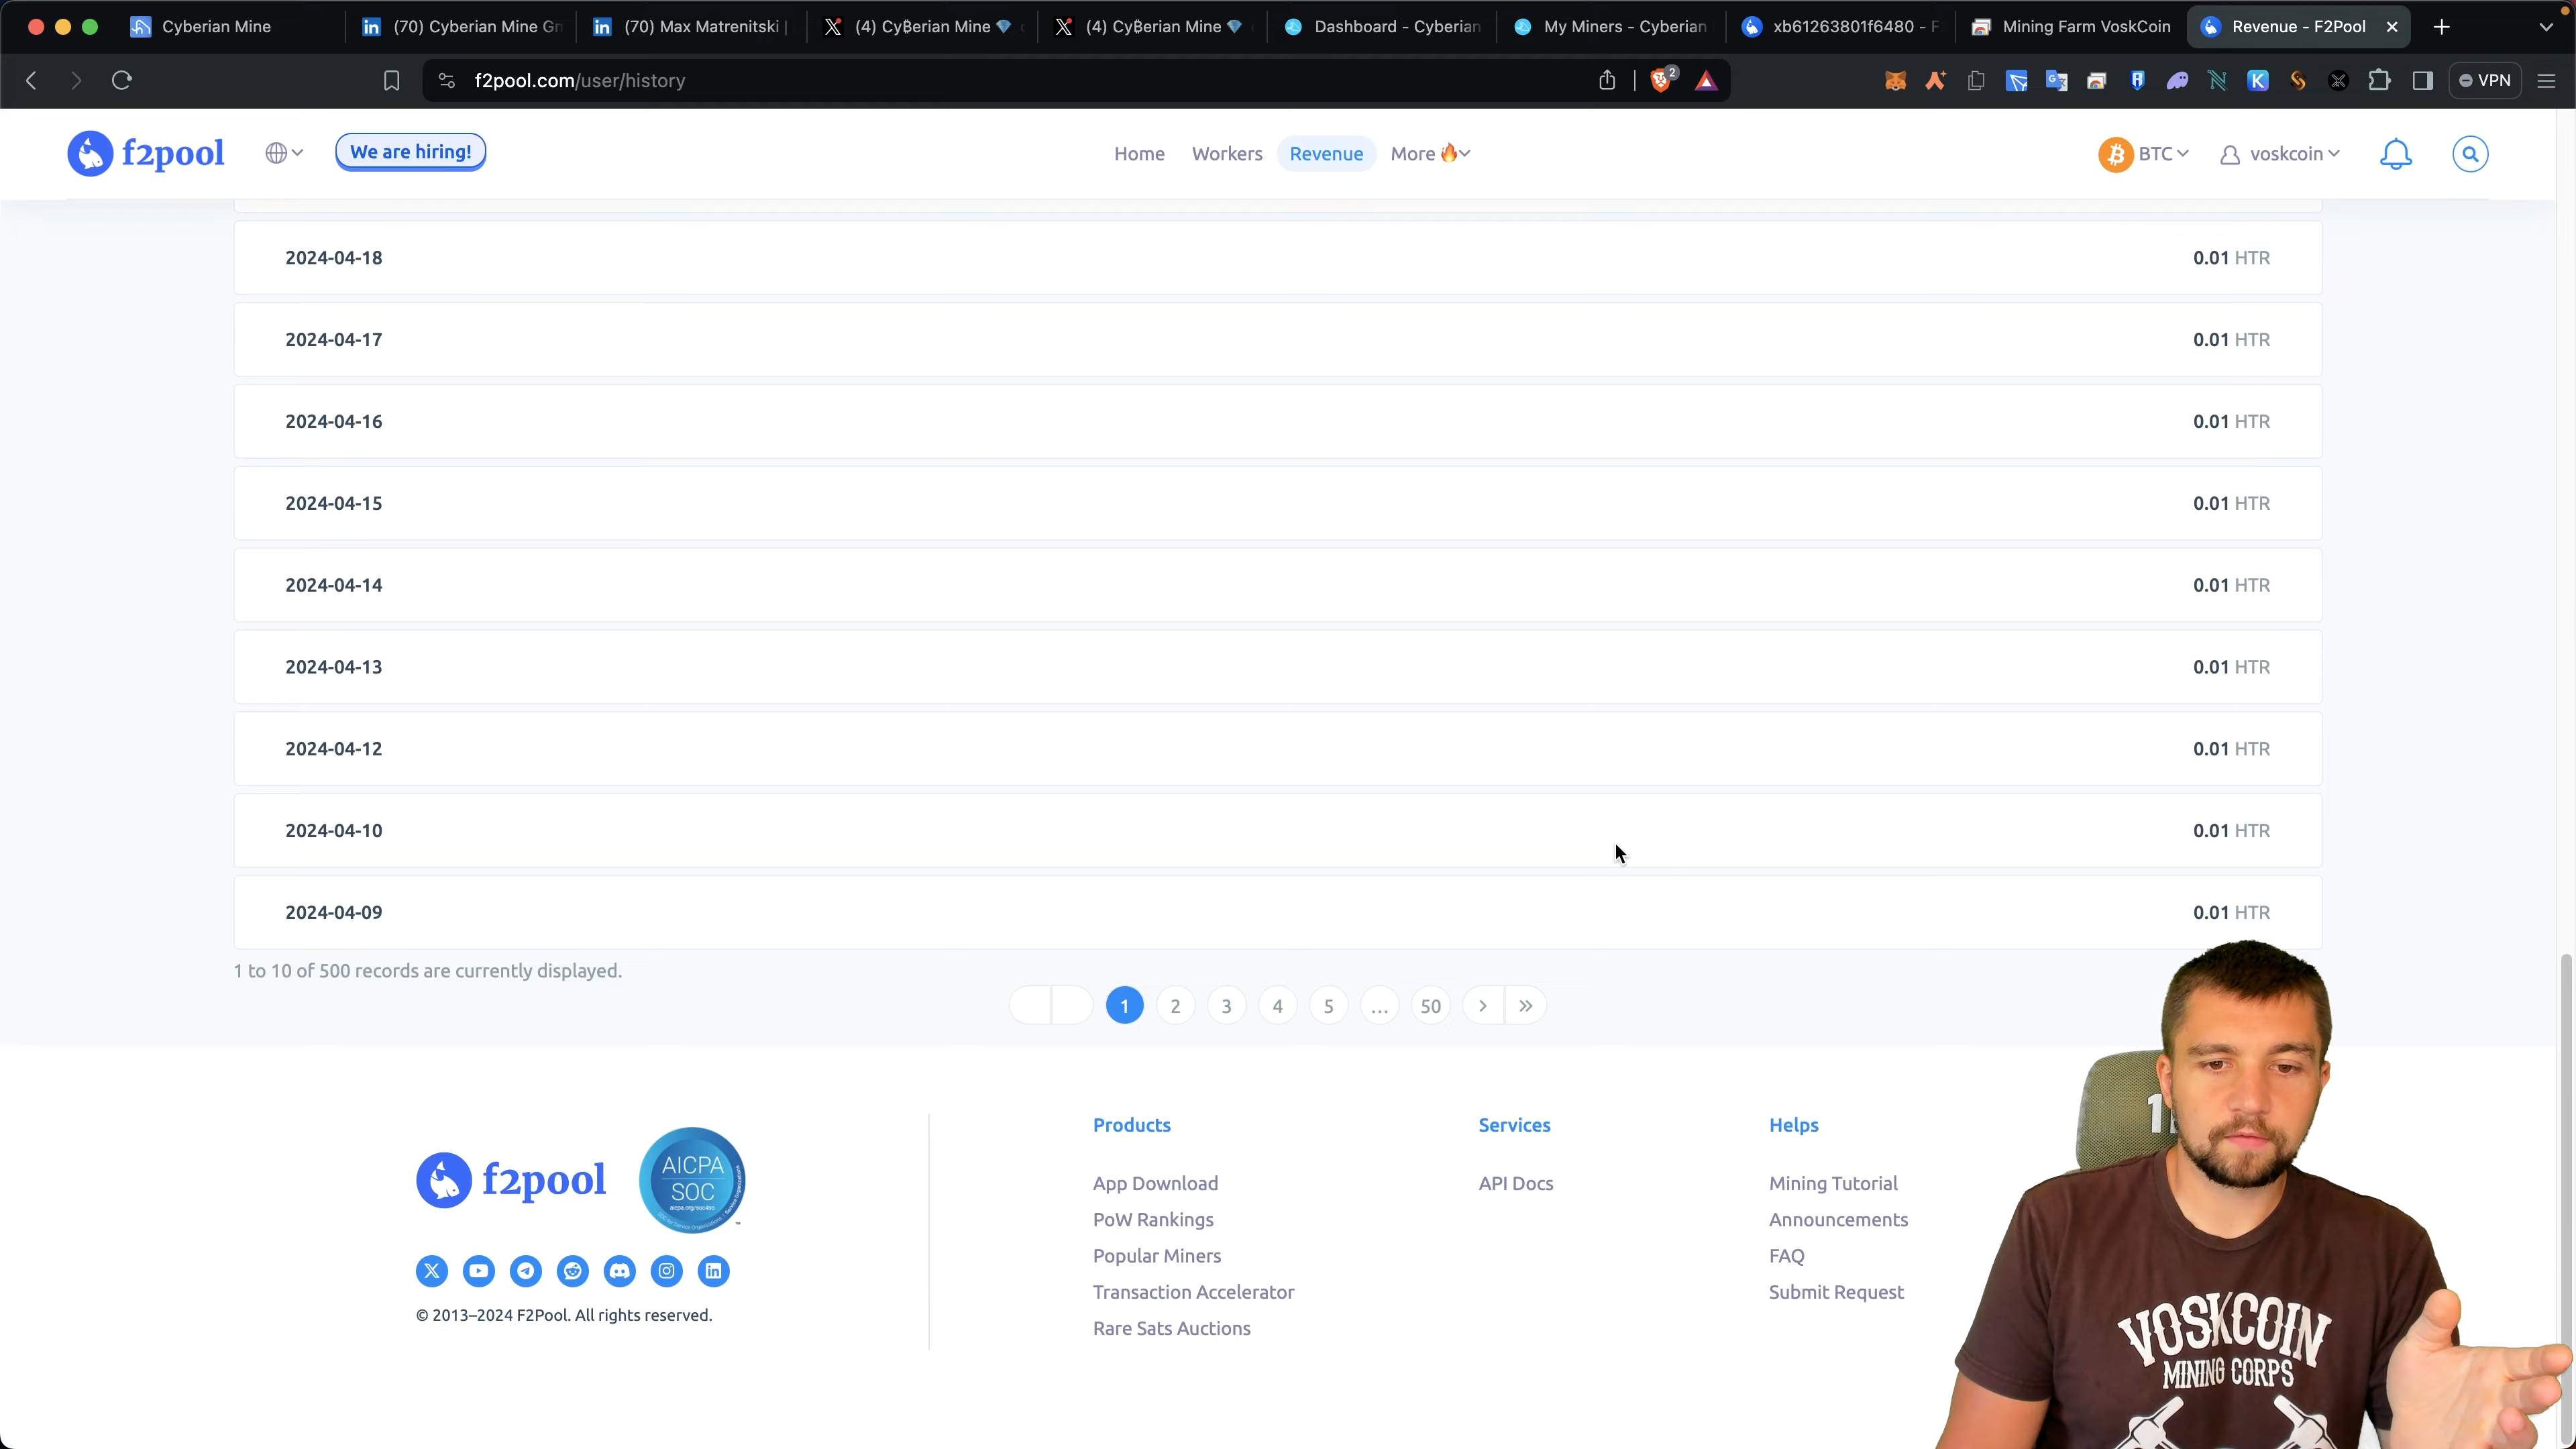 Cyberian Mine
(70) Cyberian Mine Gr
(70) Max Matrenitski |
(4) Cy₿erian Mine
(4) Cy₿erian Mine
Dashboard - Cyberian
My Miners - Cyberian
xb61263801f6480 - F
Mining Farm VoskCoin
Revenue - F2Pool
f2pool.com/user/history
2
VPN
f2pool
We are hiring!
Home
Workers
Revenue
More
BTC
voskcoin
2024-04-18 0.01 HTR
2024-04-17 0.01 HTR
2024-04-16 0.01 HTR
2024-04-15 0.01 HTR
2024-04-14 0.01 HTR
2024-04-13 0.01 HTR
2024-04-12 0.01 HTR
2024-04-10 0.01 HTR
2024-04-09 0.01 HTR
1 to 10 of 500 records are currently displayed.
1 2 3 4 5 ... 50 > »
f2pool
AICPA
SOC
Products
App Download
PoW Rankings
Popular Miners
Transaction Accelerator
Rare Sats Auctions
Services
API Docs
Helps
Mining Tutorial
Announcements
FAQ
Submit Request
© 2013–2024 F2Pool. All rights reserved.
VOSKCOIN
MINING CORPS